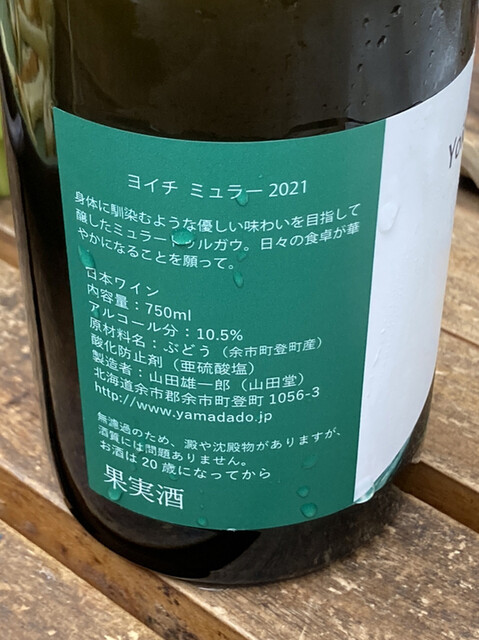 ヨイチ ミュラー 2021
身体に馴染むような優しい味わいを目指して
醸したミュラートゥルガウ。日々の食卓が華
やかになることを願って。
日本ワイン
内容量：750ml
アルコール分：10.5%
原材料名：ぶどう（余市町登町産）
酸化防止剤（亜硫酸塩）
製造者：山田雄一郎（山田堂）
北海道余市郡余市町登町 1056-3
http://www.yamadado.jp
無濾過のため、澱や沈殿物がありますが、
酒質には問題ありません。
お酒は 20 歳になってから
果実酒